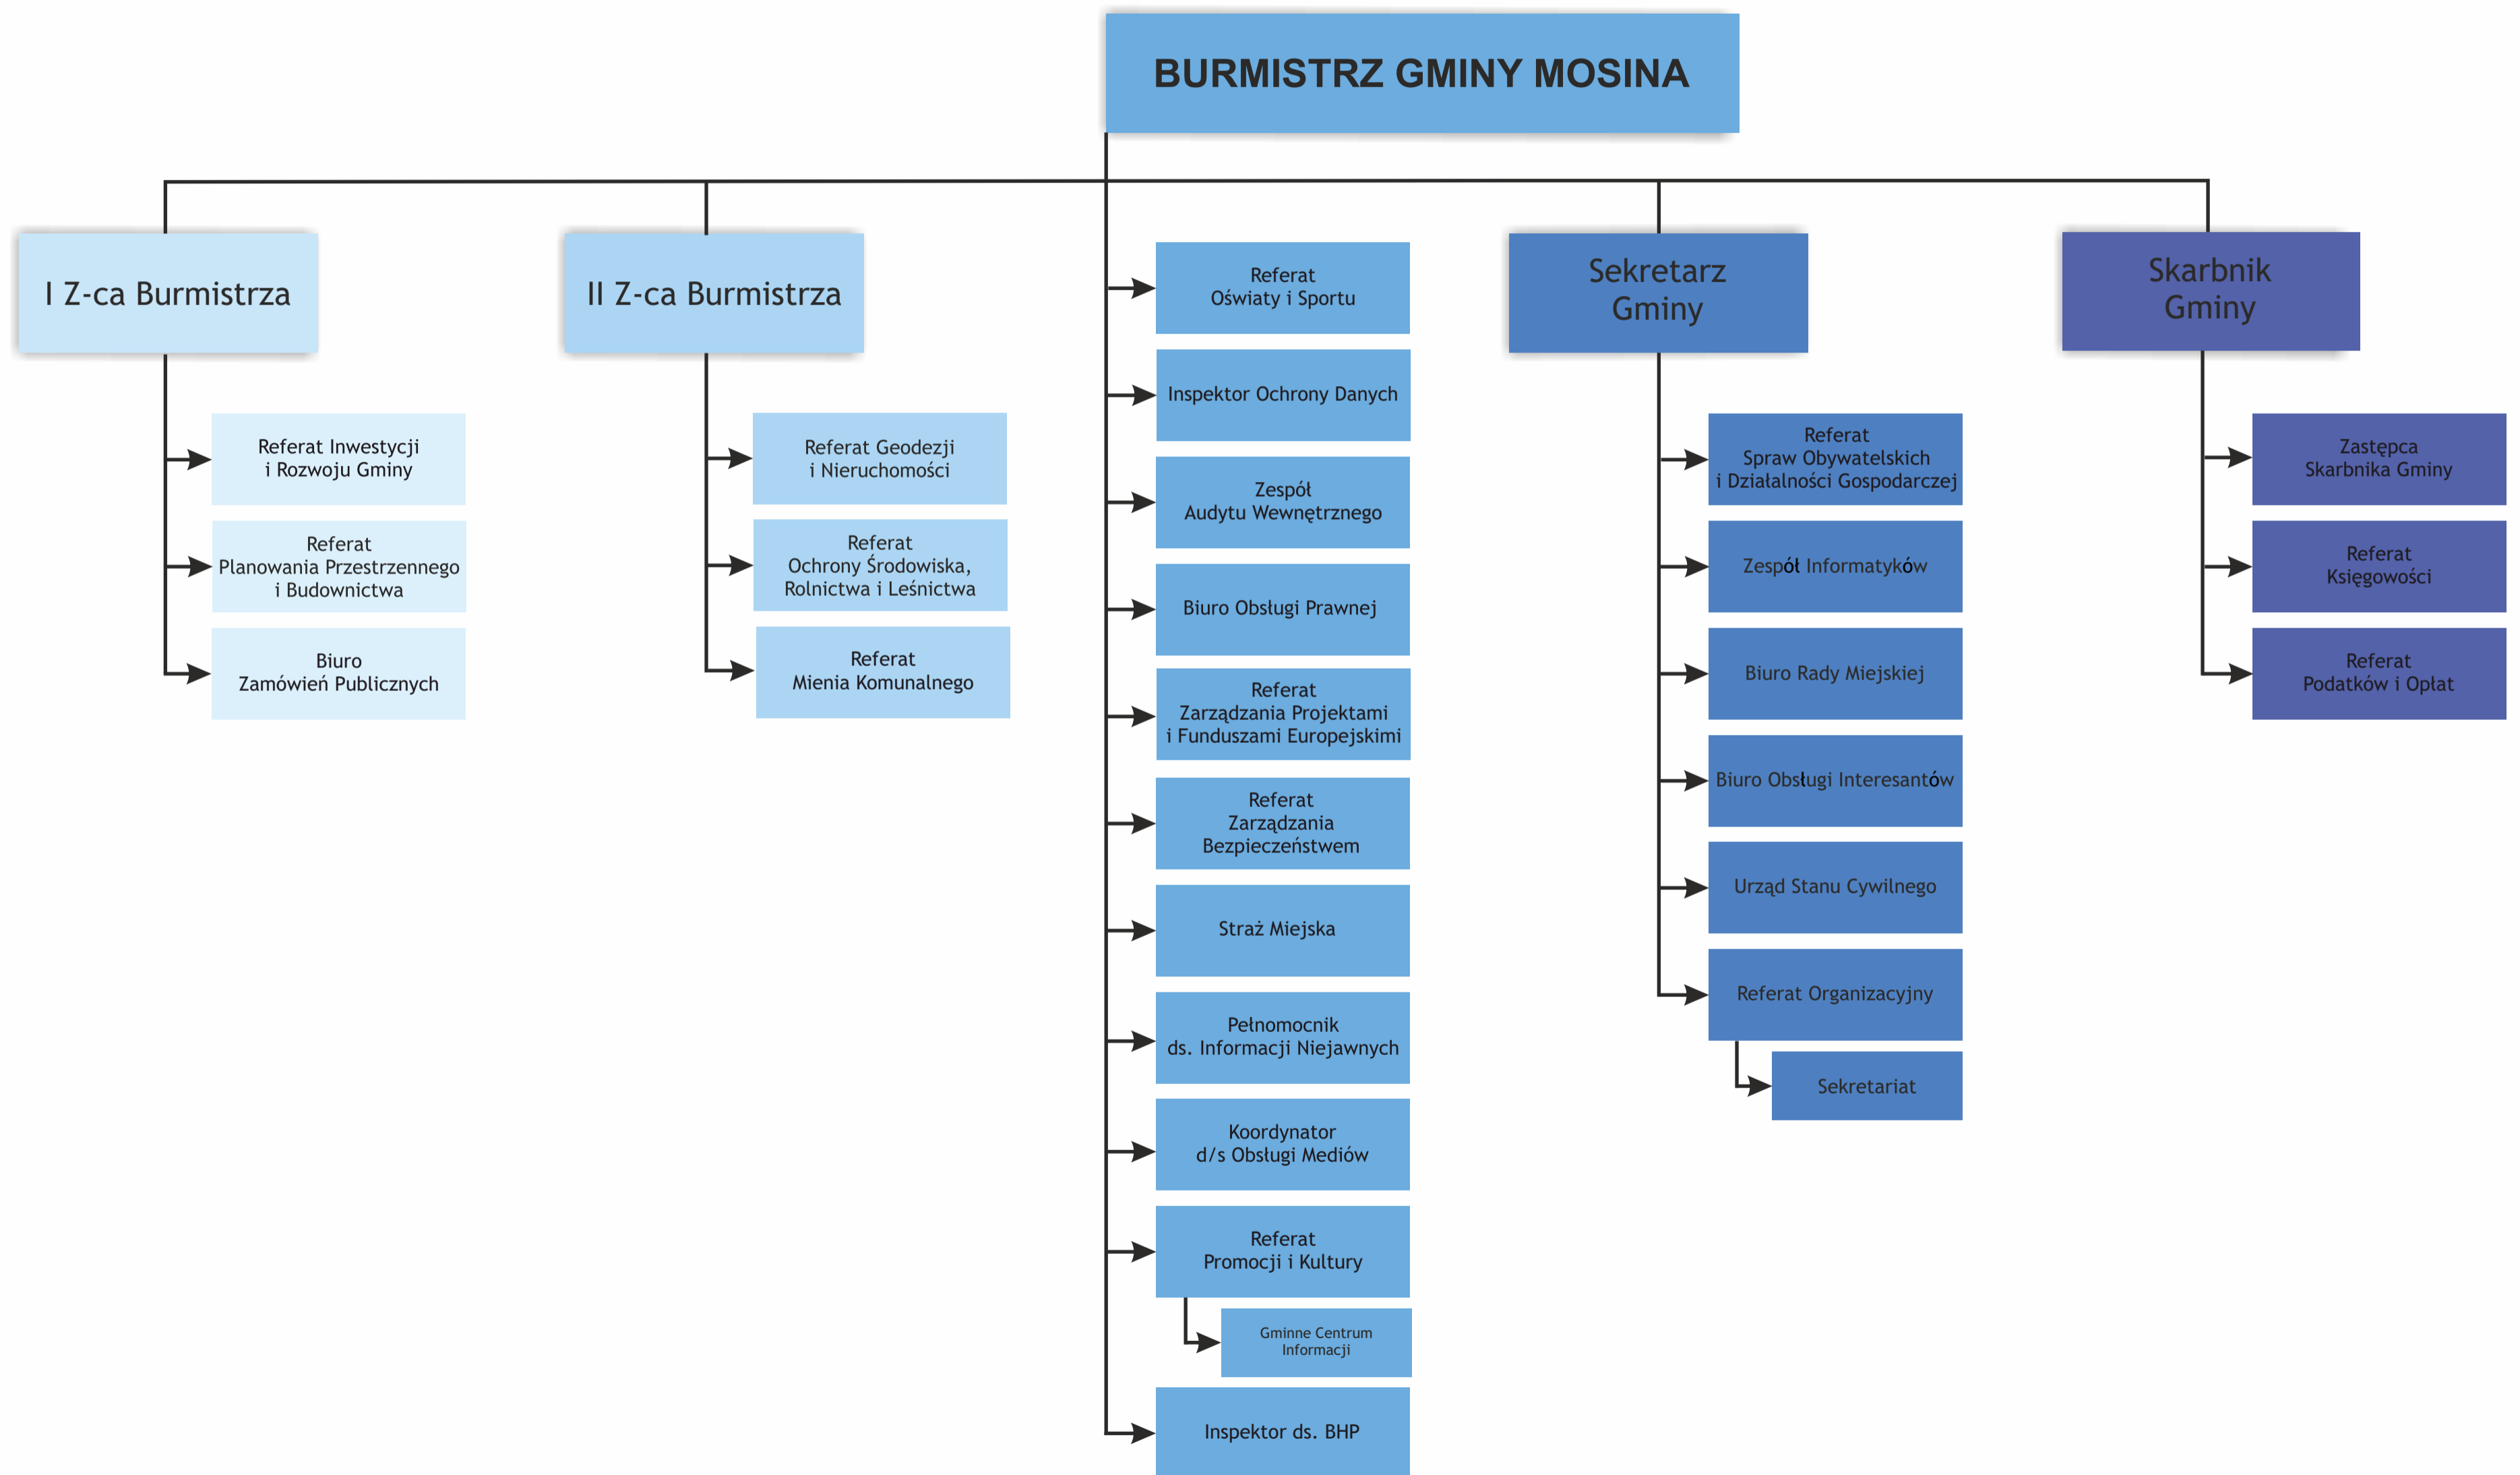 BURMISTRZ GMINY MOSINA
I Z-ca Burmistrza
Referat Inwestycji
i Rozwoju Gminy
Referat
Planowania Przestrzennego
i Budownictwa
Biuro
Zamówień Publicznych
II Z-ca Burmistrza
Referat Geodezji
i Nieruchomości
Referat
Ochrony Środowiska,
Rolnictwa i Leśnictwa
Referat
Mienia Komunalnego
Referat
Oświaty i Sportu
Inspektor Ochrony Danych
Zespół
Audytu Wewnętrznego
Biuro Obsługi Prawnej
Referat
Zarządzania Projektami
i Funduszami Europejskimi
Referat
Zarządzania
Bezpieczeństwem
Straż Miejska
Pełnomocnik
ds. Informacji Niejawnych
Koordynator
d/s Obsługi Mediów
Referat
Promocji i Kultury
Gminne Centrum
Informacji
Inspektor ds. BHP
Sekretarz
Gminy
Referat
Spraw Obywatelskich
i Działalności Gospodarczej
Zespół Informatyków
Biuro Rady Miejskiej
Biuro Obsługi Interesantów
Urząd Stanu Cywilnego
Referat Organizacyjny
Sekretariat
Skarbnik
Gminy
Zastępca
Skarbnika Gminy
Referat
Księgowości
Referat
Podatków i Opłat